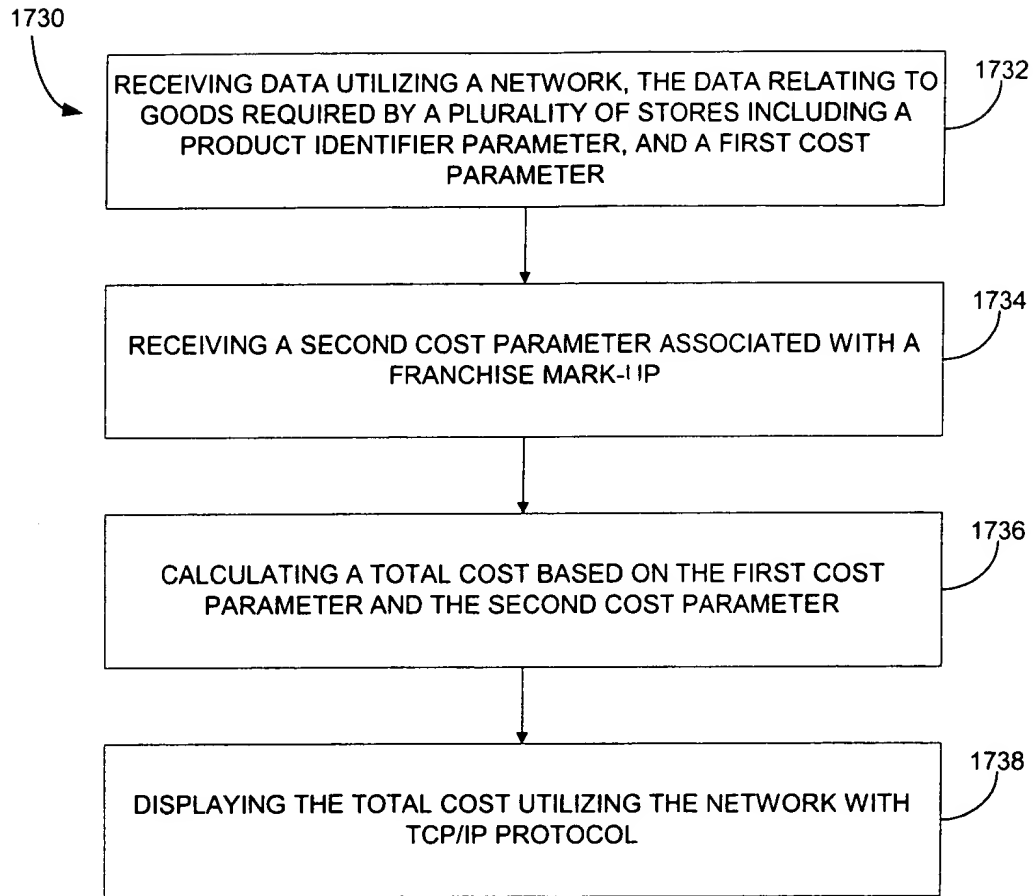 1730
RECEIVING DATA UTILIZING A NETWORK, THE DATA RELATING TO
GOODS REQUIRED BY A PLURALITY OF STORES INCLUDING A
PRODUCT IDENTIFIER PARAMETER, AND A FIRST COST
PARAMETER
1732
RECEIVING A SECOND COST PARAMETER ASSOCIATED WITH A
FRANCHISE MARK-UP
1734
CALCULATING A TOTAL COST BASED ON THE FIRST COST
PARAMETER AND THE SECOND COST PARAMETER
1736
DISPLAYING THE TOTAL COST UTILIZING THE NETWORK WITH
TCP/IP PROTOCOL
1738